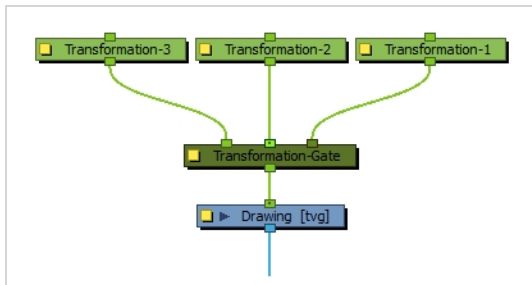 Transformation-3
Transformation-2
Transformation-1
Transformation-Gate
Drawing [tvg]